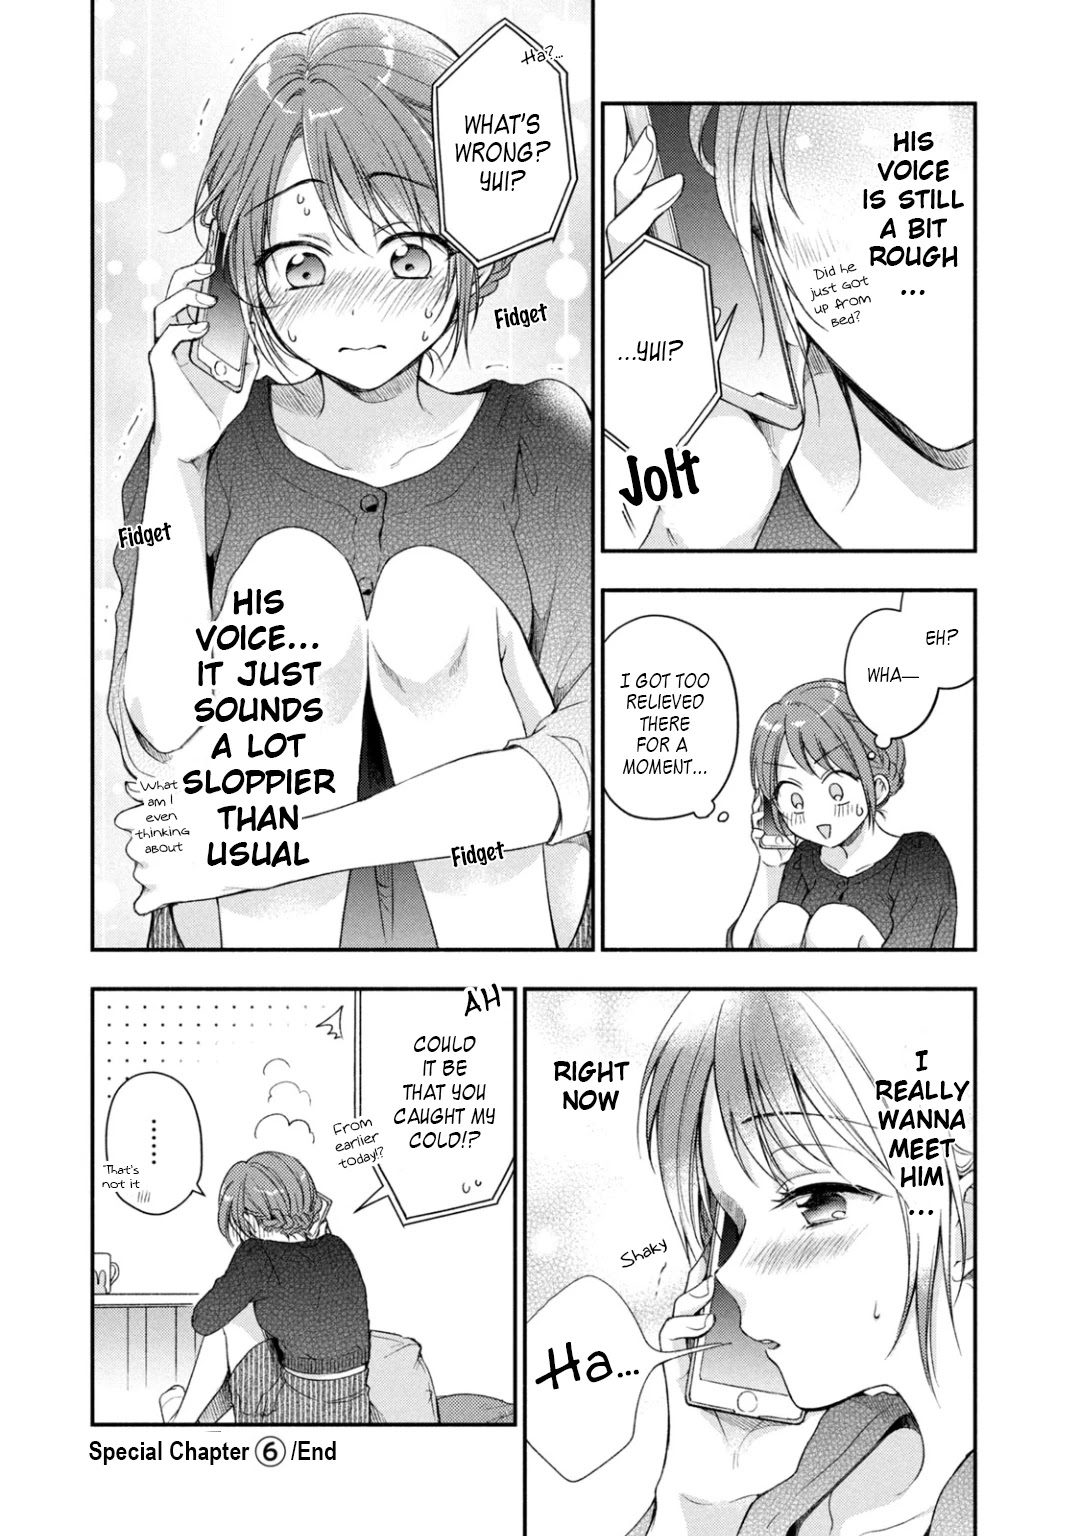 HIS
VOICE
IS STILL
A BIT
ROUGH
...
Did he
just got
up from
Bed?
...YUI?
Jolt
EH?
WHA—
I GOT TOO
RELIEVED
THERE
FOR A
MOMENT...
Ha?...
WHAT'S
WRONG?
YUI?
Fidget
Fidget
HIS
VOICE...
IT JUST
SOUNDS
A LOT
SLOPPIER
THAN
USUAL
What
am I
even
thinking
about
Fidget
I
REALLY
WANNA
MEET
HIM
...
RIGHT
NOW
Shaky
Ha...
AH
COULD
IT BE
THAT YOU
CAUGHT MY
COLD!?
From
earlier
today!?
......
That's
not it
Special Chapter ⑥ /End